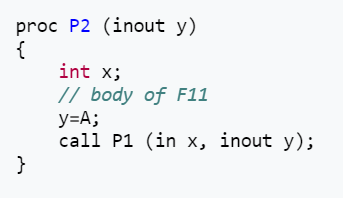 proc P2 (inout y)
{
    int x;
    // body of F11
    y=A;
    call P1 (in x, inout y);
}